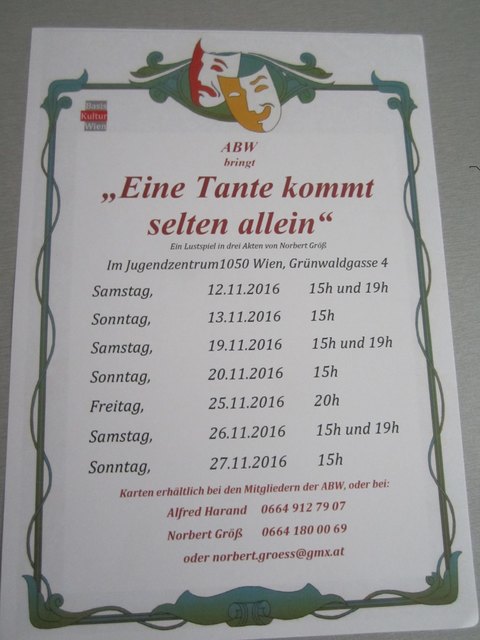 Basis
Kultur
Wien
ABW
bringt
„Eine Tante kommt
selten allein“
Ein Lustspiel in drei Akten von Norbert Größ
Im Jugendzentrum1050 Wien, Grünwaldgasse 4
Samstag, 12.11.2016 15h und 19h
Sonntag, 13.11.2016 15h
Samstag, 19.11.2016 15h und 19h
Sonntag, 20.11.2016 15h
Freitag, 25.11.2016 20h
Samstag, 26.11.2016 15h und 19h
Sonntag, 27.11.2016 15h
Karten erhältlich bei den Mitgliedern der ABW, oder bei:
Alfred Harand 0664 912 79 07
Norbert Größ 0664 180 00 69
oder norbert.groess@gmx.at